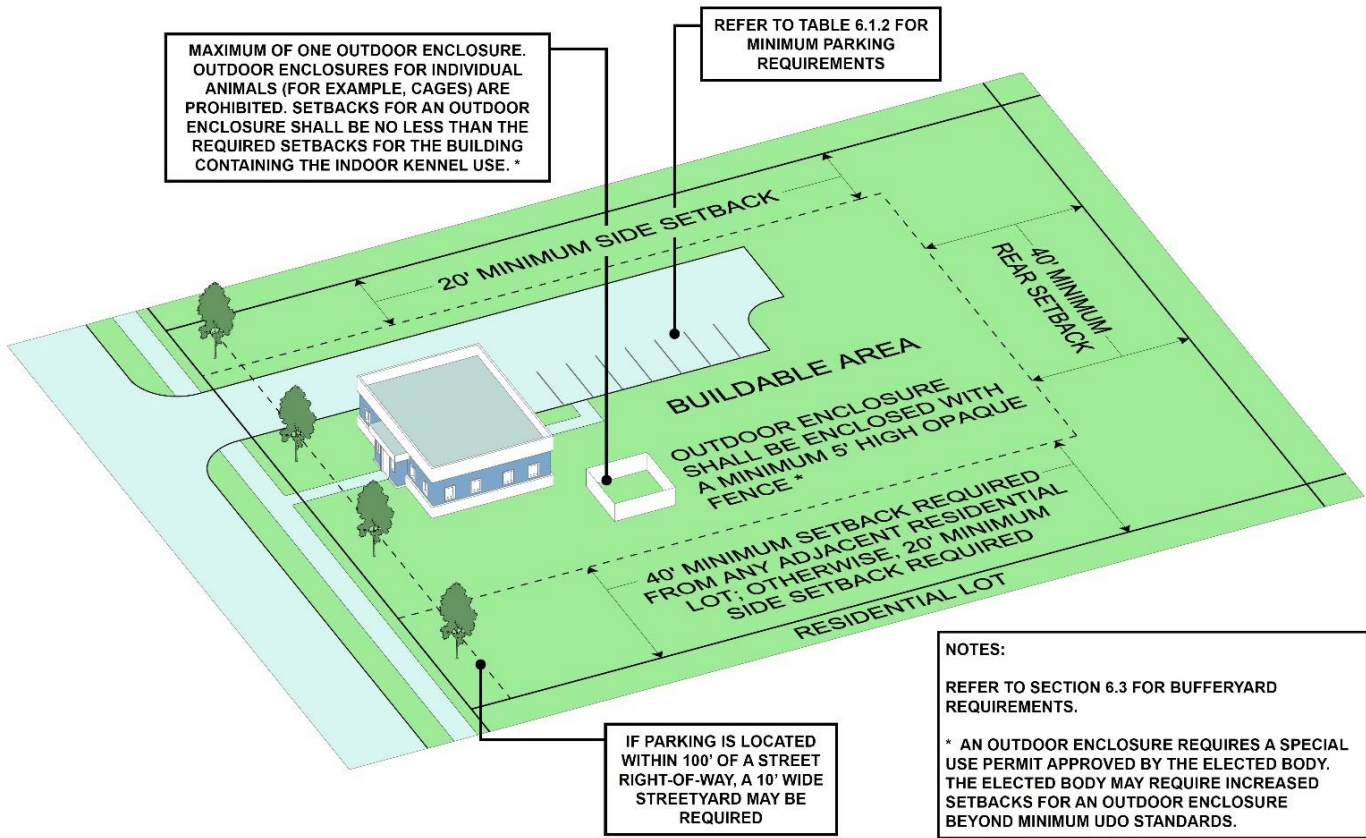 MAXIMUM OF ONE OUTDOOR ENCLOSURE.
OUTDOOR ENCLOSURES FOR INDIVIDUAL
ANIMALS (FOR EXAMPLE, CAGES) ARE
PROHIBITED. SETBACKS FOR AN OUTDOOR
ENCLOSURE SHALL BE NO LESS THAN THE
REQUIRED SETBACKS FOR THE BUILDING
CONTAINING THE INDOOR KENNEL USE. *
REFER TO TABLE 6.1.2 FOR
MINIMUM PARKING
REQUIREMENTS
20' MINIMUM SIDE SETBACK
40' MINIMUM
REAR SETBACK
BUILDABLE AREA
OUTDOOR ENCLOSURE
SHALL BE ENCLOSED WITH
A MINIMUM 5' HIGH OPAQUE
FENCE *
40' MINIMUM SETBACK REQUIRED
FROM ANY ADJACENT RESIDENTIAL
LOT; OTHERWISE, 20' MINIMUM
SIDE SETBACK REQUIRED
RESIDENTIAL LOT
IF PARKING IS LOCATED
WITHIN 100' OF A STREET
RIGHT-OF-WAY, A 10' WIDE
STREETYARD MAY BE
REQUIRED
NOTES:
REFER TO SECTION 6.3 FOR BUFFERYARD
REQUIREMENTS.
* AN OUTDOOR ENCLOSURE REQUIRES A SPECIAL
USE PERMIT APPROVED BY THE ELECTED BODY.
THE ELECTED BODY MAY REQUIRE INCREASED
SETBACKS FOR AN OUTDOOR ENCLOSURE
BEYOND MINIMUM UDO STANDARDS.